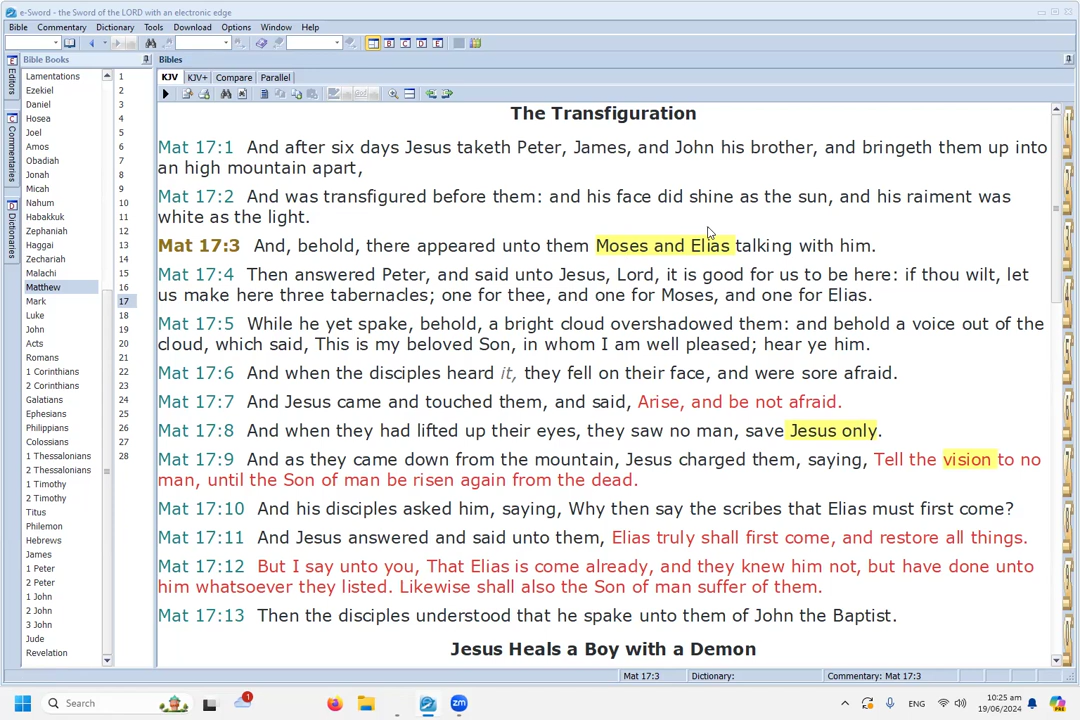 e-Sword - the Sword of the LORD with an electronic edge
Bible Commentary Dictionary Tools Download Options Window Help
B C D E
Bible Books
Bibles
Editors
Commentaries
Dictionaries
KJV KJV+ Compare Parallel
Lamentations
Ezekiel
Daniel
Hosea
Joel
Amos
Obadiah
Jonah
Micah
Nahum
Habakkuk
Zephaniah
Haggai
Zechariah
Malachi
Matthew
Mark
Luke
John
Acts
Romans
1 Corinthians
2 Corinthians
Galatians
Ephesians
Philippians
Colossians
1 Thessalonians
2 Thessalonians
1 Timothy
2 Timothy
Titus
Philemon
Hebrews
James
1 Peter
2 Peter
1 John
2 John
3 John
Jude
Revelation
1
2
3
4
5
6
7
8
9
10
11
12
13
14
15
16
17
18
19
20
21
22
23
24
25
26
27
28
The Transfiguration
Mat 17:1 And after six days Jesus taketh Peter, James, and John his brother, and bringeth them up into
an high mountain apart,
Mat 17:2 And was transfigured before them: and his face did shine as the sun, and his raiment was
white as the light.
Mat 17:3 And, behold, there appeared unto them Moses and Elias talking with him.
Mat 17:4 Then answered Peter, and said unto Jesus, Lord, it is good for us to be here: if thou wilt, let
us make here three tabernacles; one for thee, and one for Moses, and one for Elias.
Mat 17:5 While he yet spake, behold, a bright cloud overshadowed them: and behold a voice out of the
cloud, which said, This is my beloved Son, in whom I am well pleased; hear ye him.
Mat 17:6 And when the disciples heard it, they fell on their face, and were sore afraid.
Mat 17:7 And Jesus came and touched them, and said, Arise, and be not afraid.
Mat 17:8 And when they had lifted up their eyes, they saw no man, save Jesus only.
Mat 17:9 And as they came down from the mountain, Jesus charged them, saying, Tell the vision to no
man, until the Son of man be risen again from the dead.
Mat 17:10 And his disciples asked him, saying, Why then say the scribes that Elias must first come?
Mat 17:11 And Jesus answered and said unto them, Elias truly shall first come, and restore all things.
Mat 17:12 But I say unto you, That Elias is come already, and they knew him not, but have done unto
him whatsoever they listed. Likewise shall also the Son of man suffer of them.
Mat 17:13 Then the disciples understood that he spake unto them of John the Baptist.
Jesus Heals a Boy with a Demon
Mat 17:3 Dictionary: Commentary: Mat 17:3
Search
1
zm
ENG
10:25 am
19/06/2024
PRE